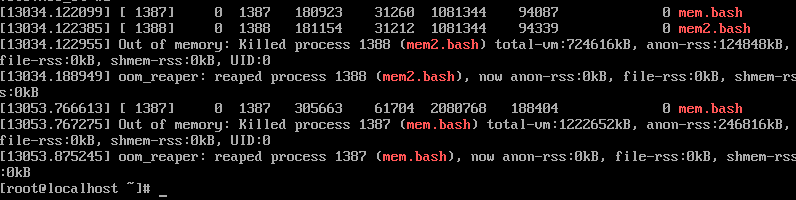 [13034.122099] [ 1387]     0  1387   180923    31260  1081344    94087             0 mem.bash
[13034.122385] [ 1388]     0  1388   181154    31212  1081344    94339             0 mem2.bash
[13034.122955] Out of memory: Killed process 1388 (mem2.bash) total-vm:724616kB, anon-rss:124848kB,
file-rss:0kB, shmem-rss:0kB, UID:0
[13034.188949] oom_reaper: reaped process 1388 (mem2.bash), now anon-rss:0kB, file-rss:0kB, shmem-rs
s:0kB
[13053.766613] [ 1387]     0  1387   305663    61704  2080768   188404             0 mem.bash
[13053.767275] Out of memory: Killed process 1387 (mem.bash) total-vm:1222652kB, anon-rss:246816kB,
file-rss:0kB, shmem-rss:0kB, UID:0
[13053.875245] oom_reaper: reaped process 1387 (mem.bash), now anon-rss:0kB, file-rss:0kB, shmem-rss
:0kB
[root@localhost ~]# _